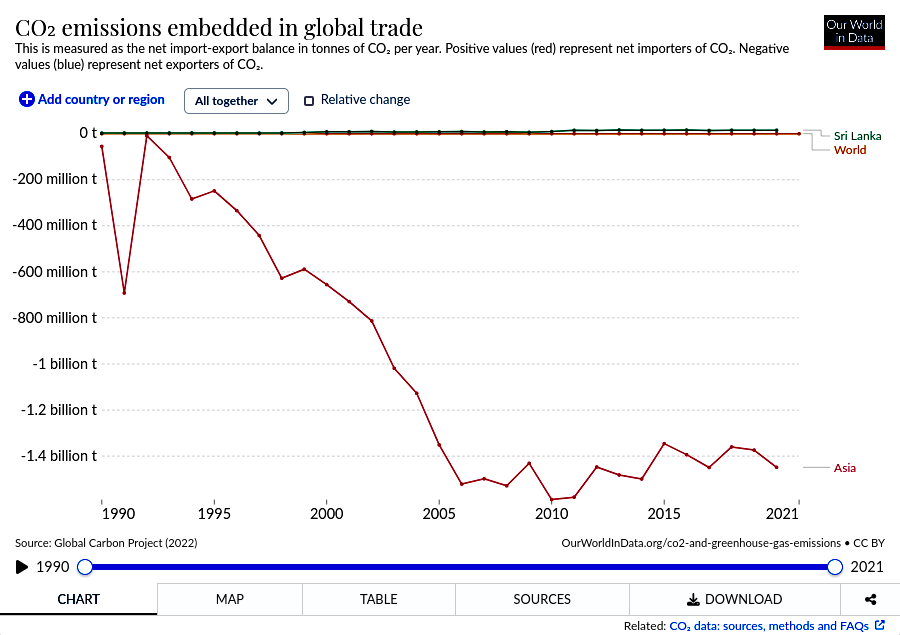 CO₂ emissions embedded in global trade
This is measured as the net import-export balance in tonnes of CO₂ per year. Positive values (red) represent net importers of CO₂. Negative
values (blue) represent net exporters of CO₂.
Our World
in Data
Add country or region
All together
Relative change
0 t
-200 million t
-400 million t
-600 million t
-800 million t
-1 billion t
-1.2 billion t
-1.4 billion t
Sri Lanka
World
Asia
1990 1995 2000 2005 2010 2015 2021
Source: Global Carbon Project (2022)
OurWorldInData.org/co2-and-greenhouse-gas-emissions • CC BY
1990 2021
CHART MAP TABLE SOURCES DOWNLOAD
Related: CO₂ data: sources, methods and FAQs